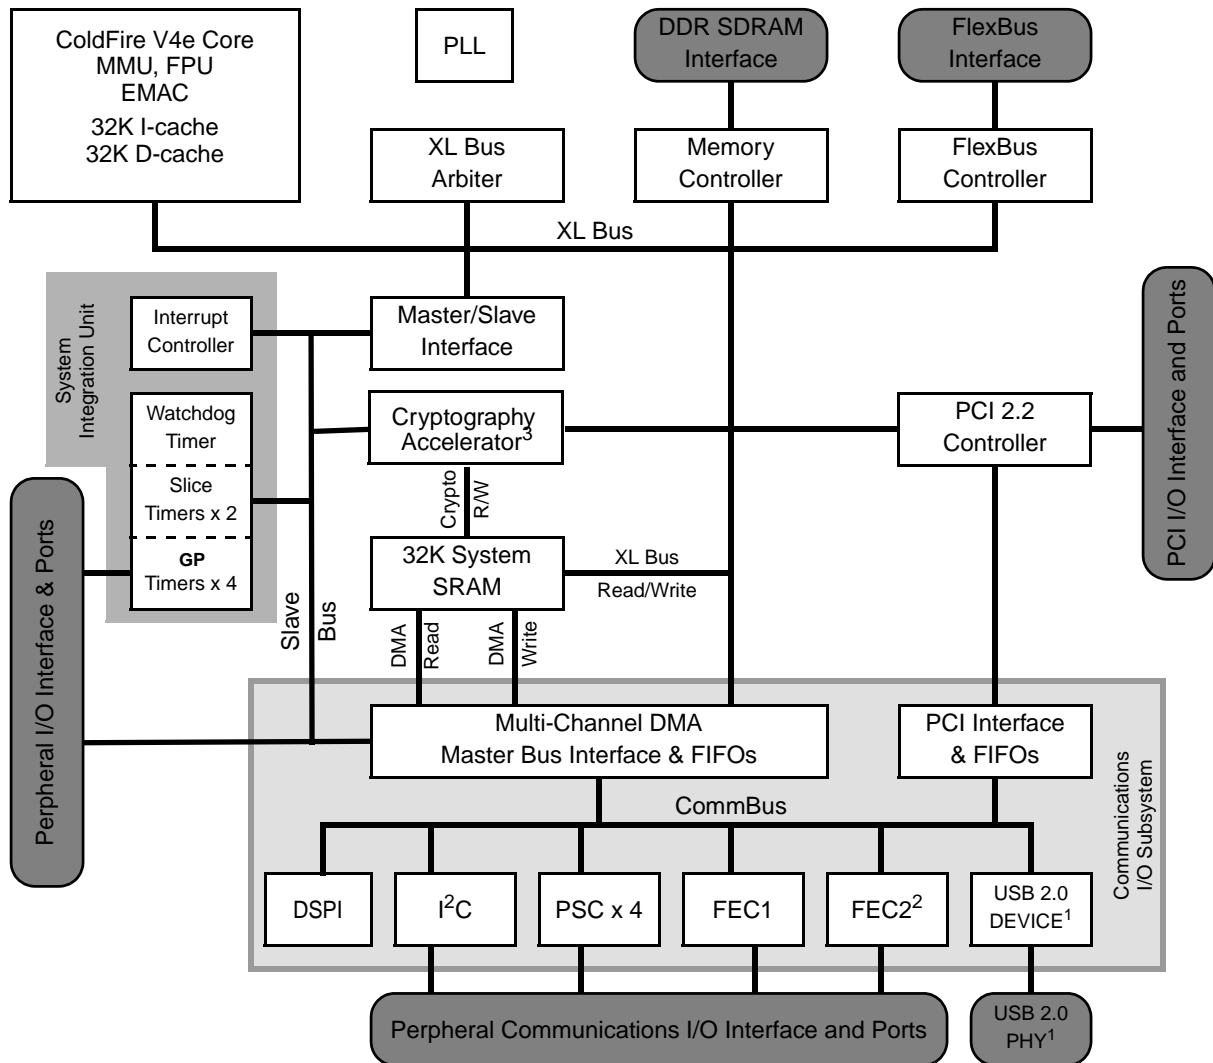 ColdFire V4e Core
MMU, FPU
EMAC
32K I-cache
32K D-cache
PLL
DDR SDRAM
Interface
FlexBus
Interface
XL Bus
Arbiter
Memory
Controller
FlexBus
Controller
XL Bus
System
Integration Unit
Interrupt
Controller
Master/Slave
Interface
PCI I/O Interface and Ports
Watchdog
Timer
Slice
Timers x 2
GP
Timers x 4
Cryptography
Accelerator³
PCI 2.2
Controller
Crypto
R/W
32K System
SRAM
XL Bus
Read/Write
Perpheral I/O Interface & Ports
Slave
Bus
DMA
Read
DMA
Write
Multi-Channel DMA
Master Bus Interface & FIFOs
PCI Interface
& FIFOs
Communications
I/O Subsystem
CommBus
DSPI
I²C
PSC x 4
FEC1
FEC2²
USB 2.0
DEVICE¹
Perpheral Communications I/O Interface and Ports
USB 2.0
PHY¹